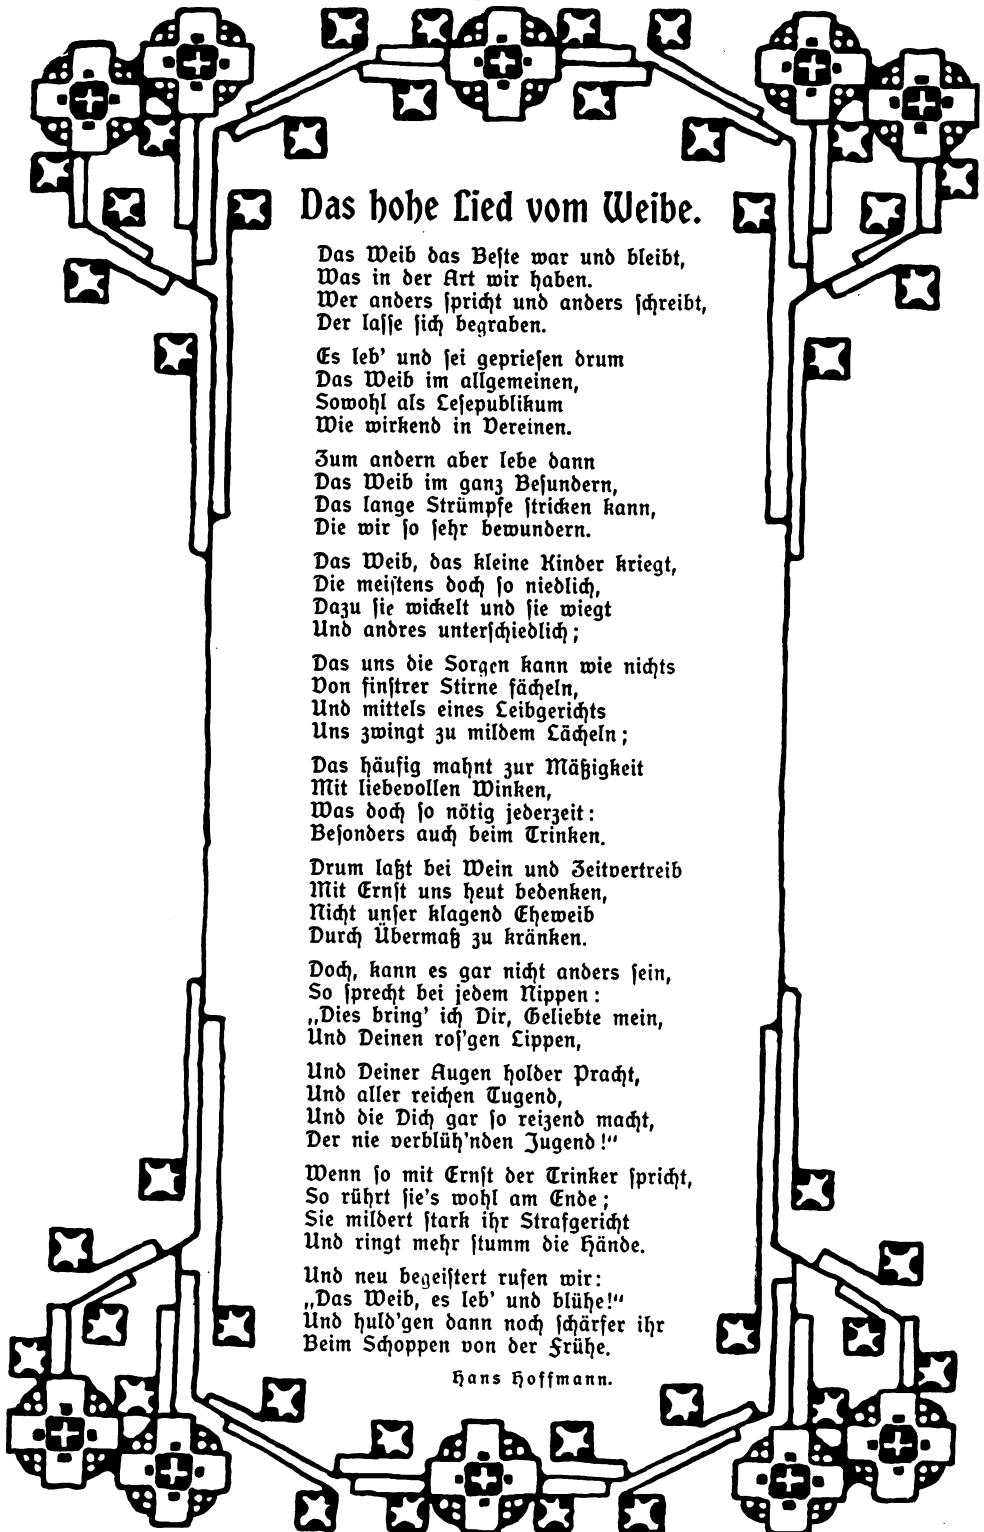 Das hohe Lied vom Weibe.
Das Weib das Beſte war und bleibt,
Was in der Art wir haben.
Wer anders ſpricht und anders ſchreibt,
Der laſſe ſich begraben.
Es leb' und ſei geprieſen drum
Das Weib im allgemeinen,
Sowohl als Leſepublikum
Wie wirkend in Vereinen.
Zum andern aber lebe dann
Das Weib im ganz Beſundern,
Das lange Strümpfe ſtricken kann,
Die wir ſo ſehr bewundern.
Das Weib, das kleine Kinder kriegt,
Die meiſtens doch ſo niedlich,
Dazu ſie wickelt und ſie wiegt
Und andres unterſchiedlich;
Das uns die Sorgen kann wie nichts
Von finſtrer Stirne fächeln,
Und mittels eines Leibgerichts
Uns zwingt zu mildem Lächeln;
Das häufig mahnt zur Mäßigkeit
Mit liebevollen Winken,
Was doch ſo nötig jederzeit:
Beſonders auch beim Trinken.
Drum laßt bei Wein und Zeitvertreib
Mit Ernſt uns heut bedenken,
Nicht unſer klagend Eheweib
Durch Übermaß zu kränken.
Doch, kann es gar nicht anders ſein,
So ſprecht bei jedem Nippen:
„Dies bring' ich Dir, Geliebte mein,
Und Deinen roſ'gen Lippen,
Und Deiner Augen holder Pracht,
Und aller reichen Tugend,
Und die Dich gar ſo reizend macht,
Der nie verblüh'nden Jugend!“
Wenn ſo mit Ernſt der Trinker ſpricht,
So rührt ſie's wohl am Ende;
Sie mildert ſtark ihr Strafgericht
Und ringt mehr ſtumm die Hände.
Und neu begeiſtert rufen wir:
„Das Weib, es leb' und blühe!“
Und huld'gen dann noch ſchärfer ihr
Beim Schoppen von der Frühe.
Hans Hoffmann.